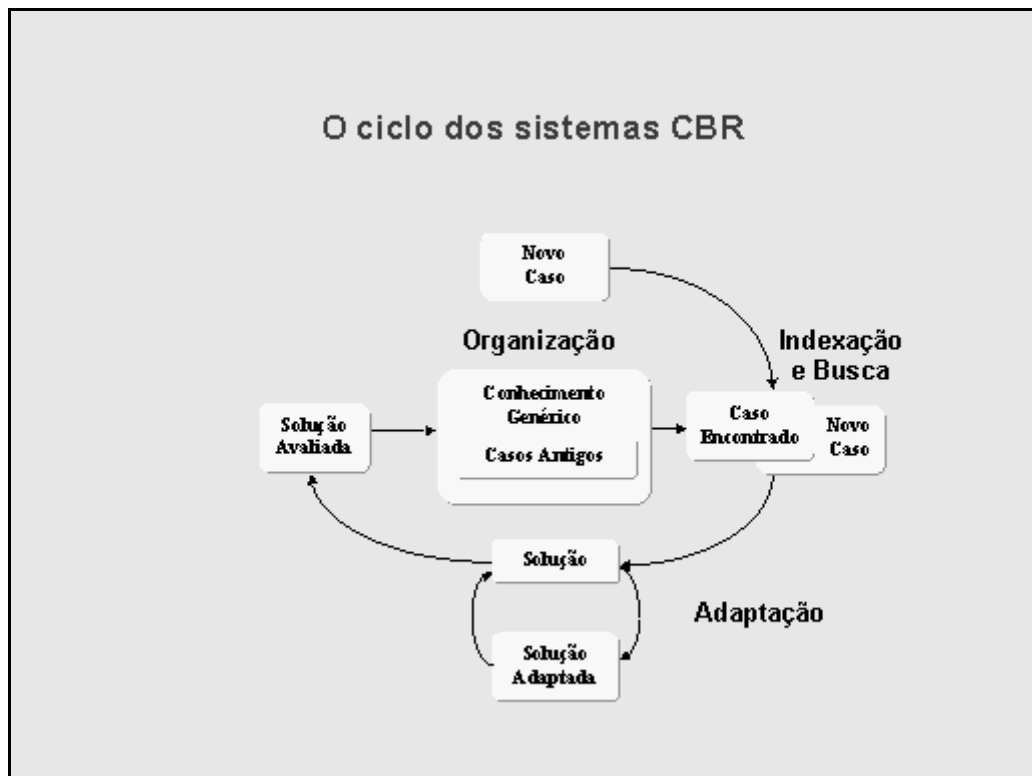 O ciclo dos sistemas CBR
Novo
Caso
Organização
Indexação
e Busca
Conhecimento
Genérico
Casos Antigos
Caso
Encontrado
Novo
Caso
Solução
Avaliada
Solução
Adaptação
Solução
Adaptada